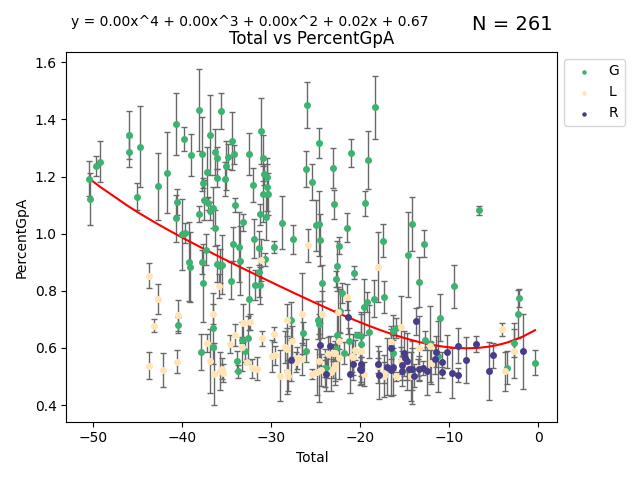 y = 0.00x^4 + 0.00x^3 + 0.00x^2 + 0.02x + 0.67
N = 261
Total vs PercentGpA
1.6
1.4
1.2
1.0
0.8
0.6
0.4
PercentGpA
−50
−40
−30
−20
−10
0
Total
G
L
R